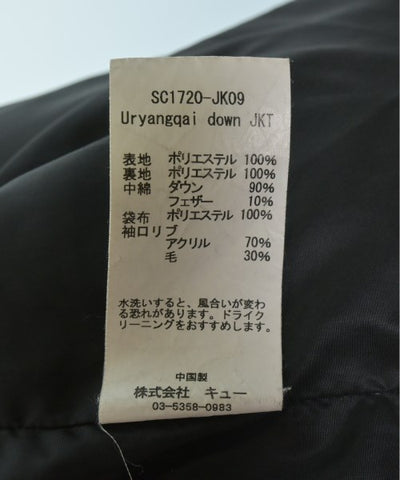 SC1720-JK09
Uryangqai down JKT
表地 ポリエステル 100%
裏地 ポリエステル 100%
中綿 ダウン 90%
フェザー 10%
袋布 ポリエステル 100%
袖口リブ
アクリル 70%
毛 30%
水洗いすると、風合いが変わ
る恐れがあります。ドライク
リーニングをおすすめします。
中国製
株式会社 キュー
03-5358-0983